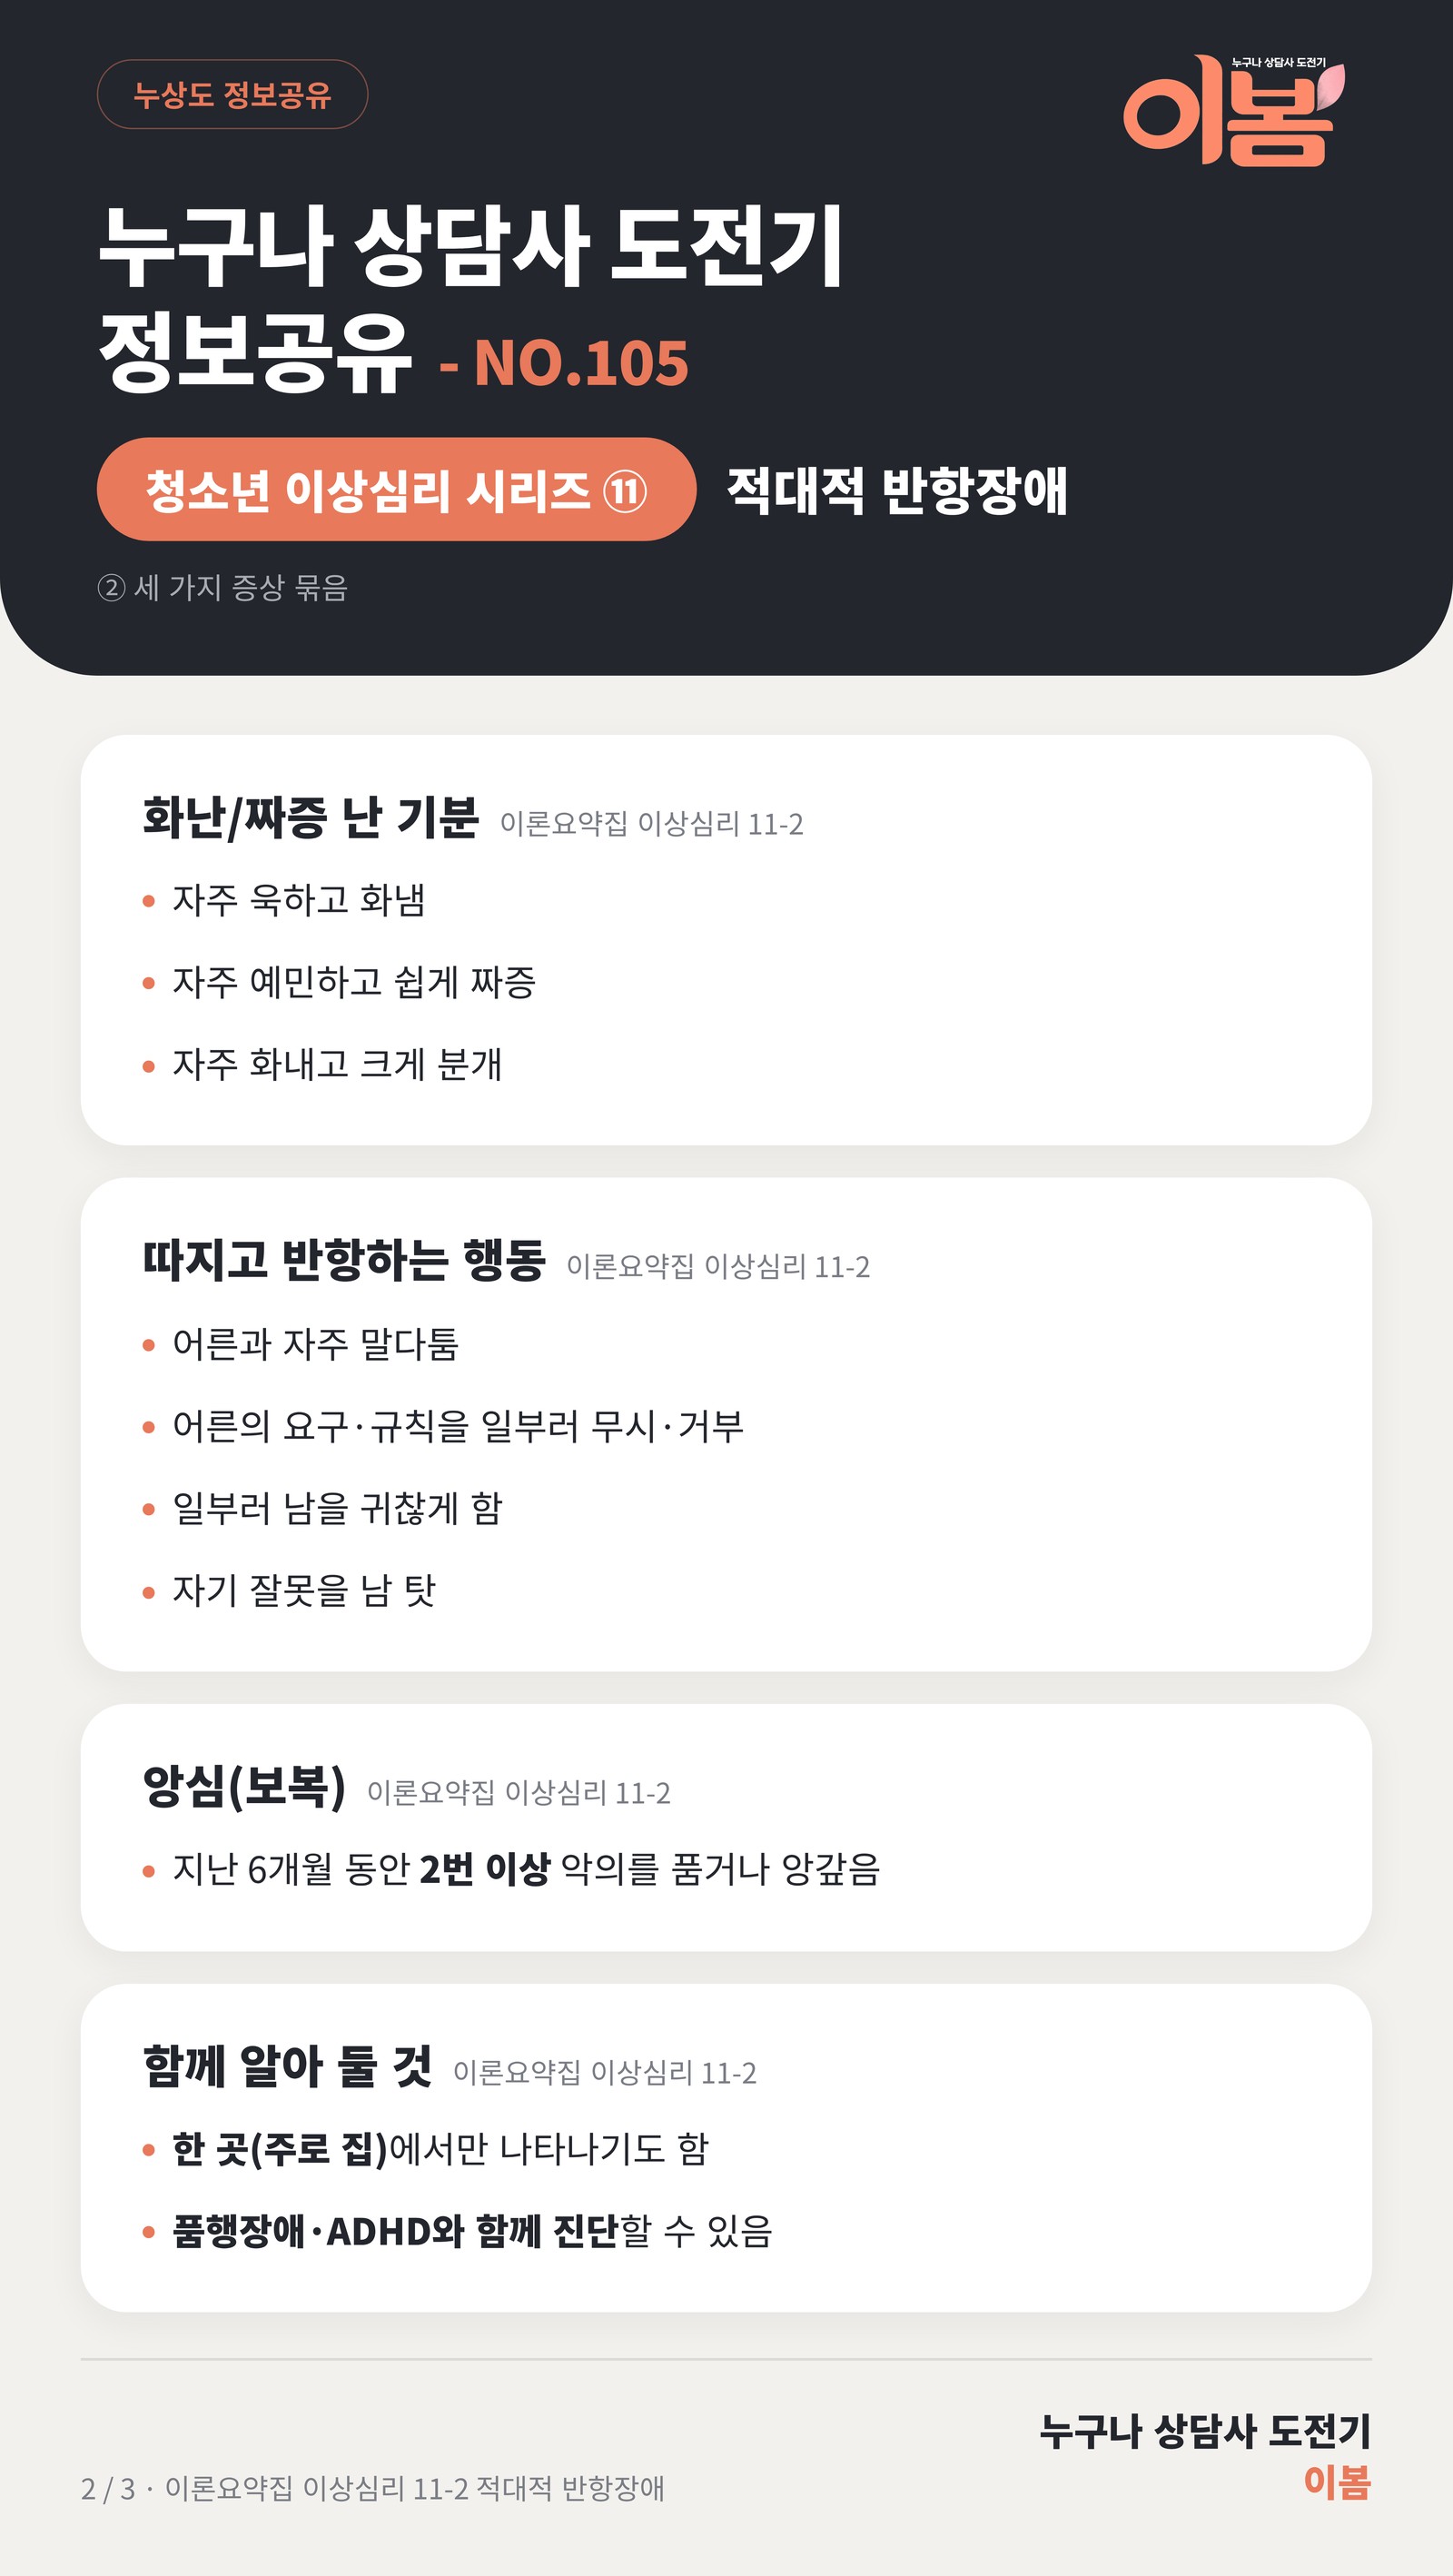 누상도 정보공유
누구나 상담사 도전기
이봄
누구나 상담사 도전기
정보공유 - NO.105
청소년 이상심리 시리즈 ⑪ 적대적 반항장애
② 세 가지 증상 묶음
화난/짜증 난 기분 이론요약집 이상심리 11-2
• 자주 욱하고 화냄
• 자주 예민하고 쉽게 짜증
• 자주 화내고 크게 분개
따지고 반항하는 행동 이론요약집 이상심리 11-2
• 어른과 자주 말다툼
• 어른의 요구·규칙을 일부러 무시·거부
• 일부러 남을 귀찮게 함
• 자기 잘못을 남 탓
앙심(보복) 이론요약집 이상심리 11-2
• 지난 6개월 동안 2번 이상 악의를 품거나 앙갚음
함께 알아 둘 것 이론요약집 이상심리 11-2
• 한 곳(주로 집)에서만 나타나기도 함
• 품행장애·ADHD와 함께 진단할 수 있음
누구나 상담사 도전기
이봄
2 / 3 · 이론요약집 이상심리 11-2 적대적 반항장애